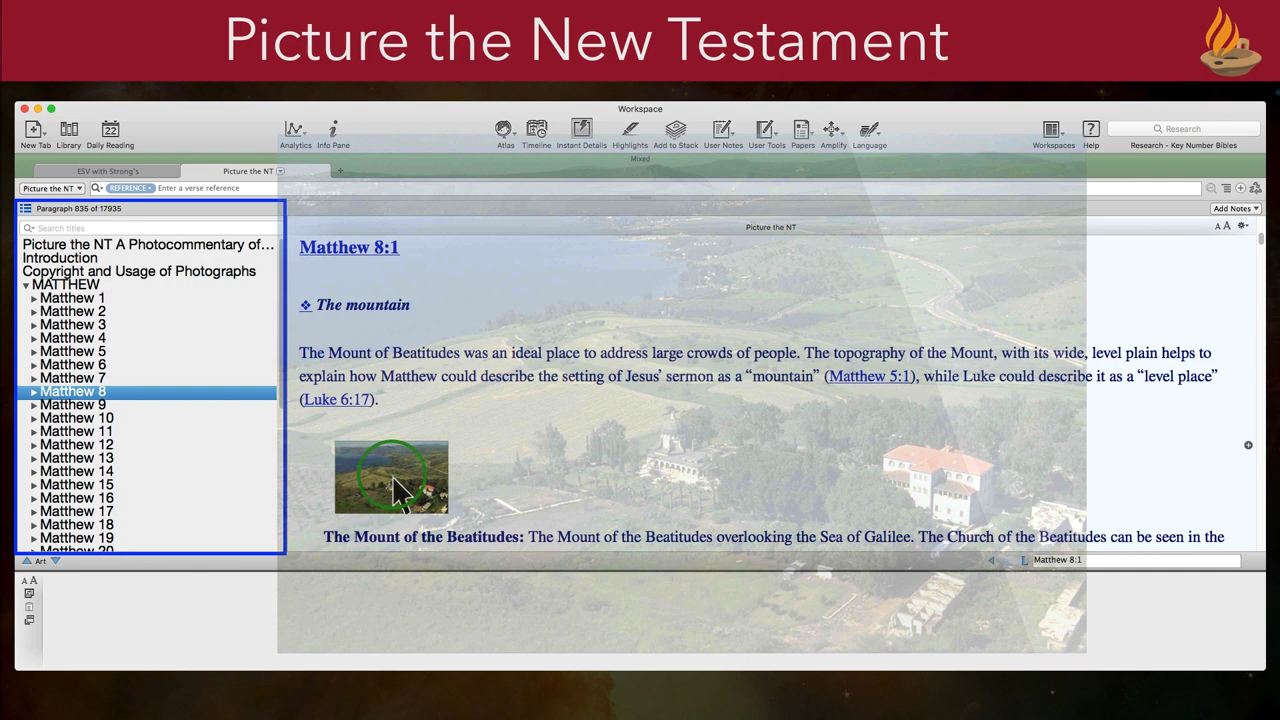 Picture the New Testament
Workspace
New Tab Library Daily Reading Analytics Info Pane Atlas Timeline Instant Details Highlights Add to Stack User Notes User Tools Papers Amplify Language Workspaces Help Research
22
Research - Key Number Bibles
Mixed
ESV with Strong's Picture the NT +
Picture the NT REFERENCE Enter a verse reference
Paragraph 835 of 17935 Add Notes
Search titles
Picture the NT
A A
Picture the NT A Photocommentary of...
Introduction
Copyright and Usage of Photographs
MATTHEW
Matthew 1
Matthew 2
Matthew 3
Matthew 4
Matthew 5
Matthew 6
Matthew 7
Matthew 8
Matthew 9
Matthew 10
Matthew 11
Matthew 12
Matthew 13
Matthew 14
Matthew 15
Matthew 16
Matthew 17
Matthew 18
Matthew 19
Matthew 20
Matthew 8:1
❖ The mountain
The Mount of Beatitudes was an ideal place to address large crowds of people. The topography of the Mount, with its wide, level plain helps to
explain how Matthew could describe the setting of Jesus’ sermon as a “mountain” (Matthew 5:1), while Luke could describe it as a “level place”
(Luke 6:17).
The Mount of the Beatitudes: The Mount of the Beatitudes overlooking the Sea of Galilee. The Church of the Beatitudes can be seen in the
Art
L Matthew 8:1
A A